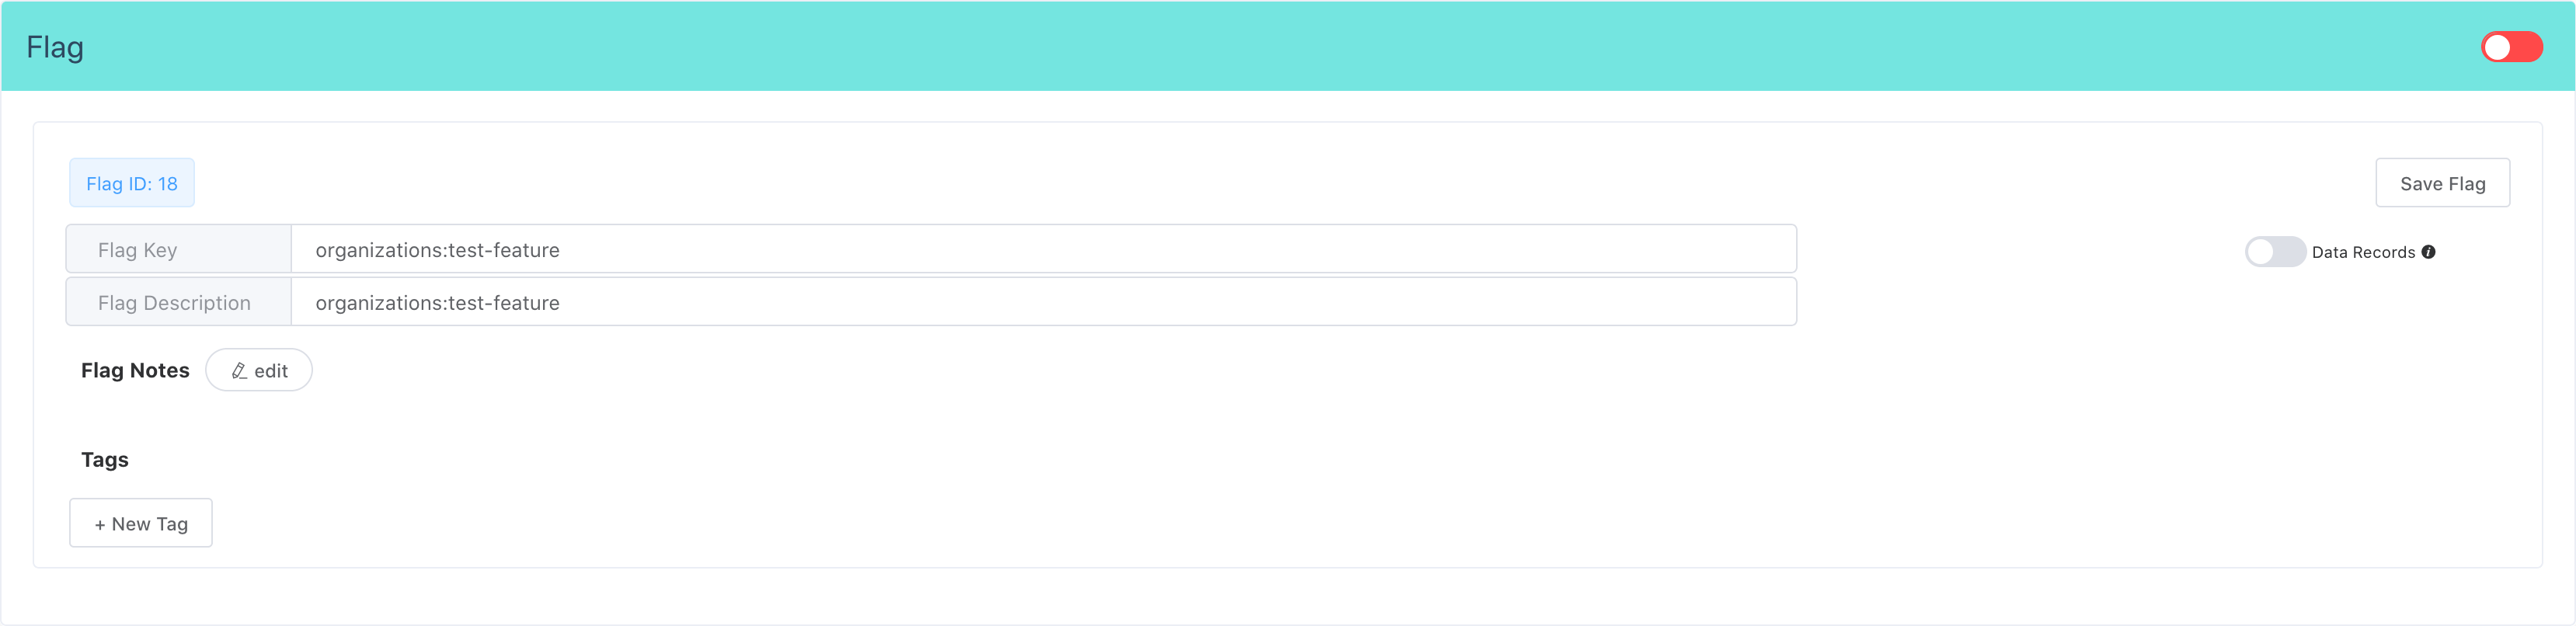 Flag
Flag ID: 18
Save Flag
Flag Key
organizations:test-feature
Data Records
Flag Description
organizations:test-feature
Flag Notes
edit
Tags
+ New Tag